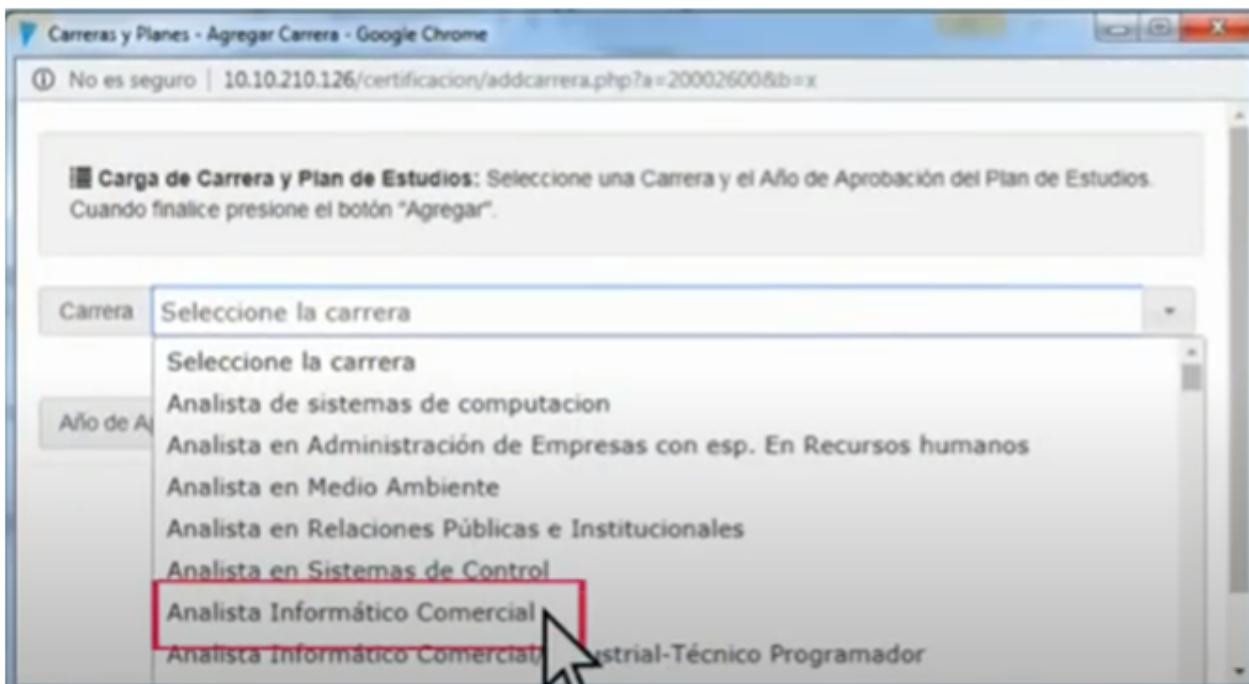 Carreras y Planes - Agregar Carrera - Google Chrome
No es seguro | 10.10.210.126/certificacion/addcarrera.php?a=20002600&b=x
Carga de Carrera y Plan de Estudios: Seleccione una Carrera y el Año de Aprobación del Plan de Estudios.
Cuando finalice presione el botón "Agregar".
Carrera Seleccione la carrera
Seleccione la carrera
Analista de sistemas de computacion
Año de A
Analista en Administración de Empresas con esp. En Recursos humanos
Analista en Medio Ambiente
Analista en Relaciones Públicas e Institucionales
Analista en Sistemas de Control
Analista Informático Comercial
Analista Informático Comercial/ ustrial-Técnico Programador